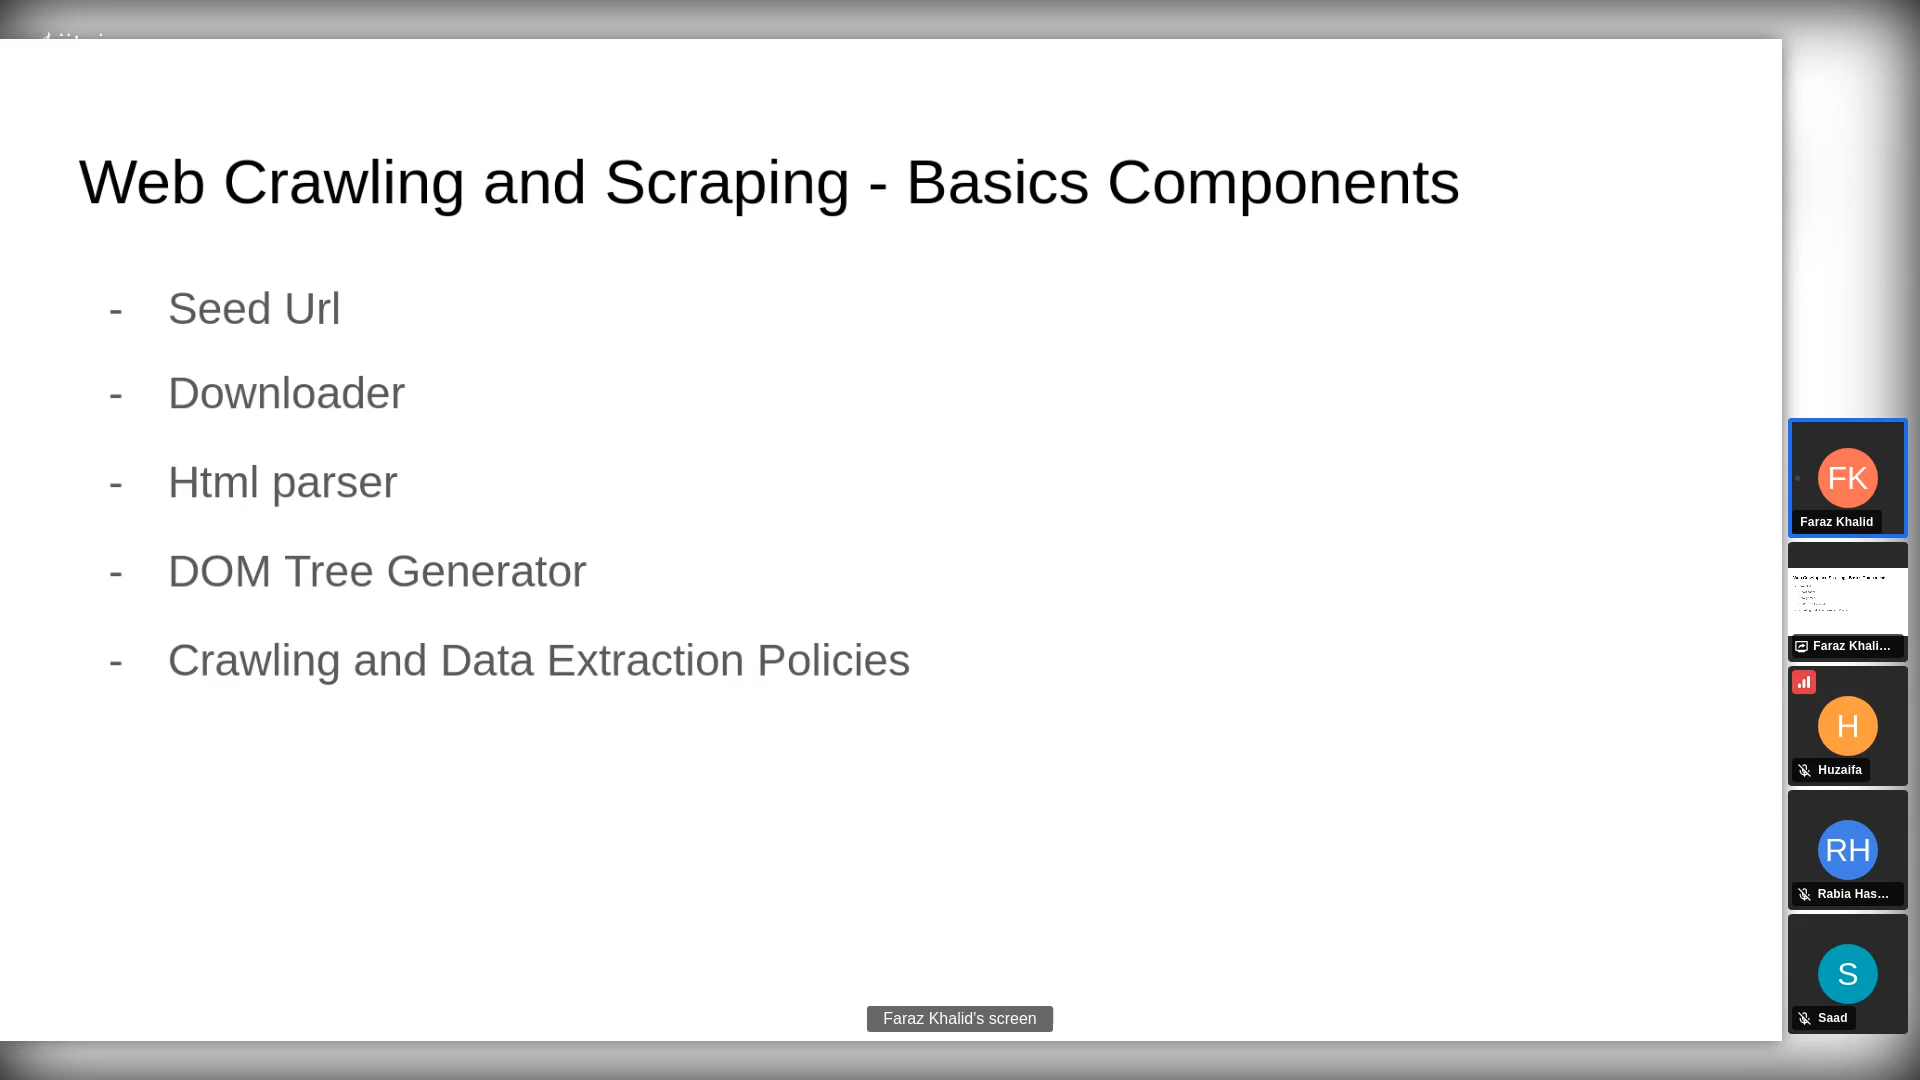 Web Crawling and Scraping - Basics Components
- Seed Url
- Downloader
- Html parser
- DOM Tree Generator
- Crawling and Data Extraction Policies
FK
Faraz Khalid
Faraz Khali...
H
Huzaifa
RH
Rabia Has...
S
Saad
Faraz Khalid's screen